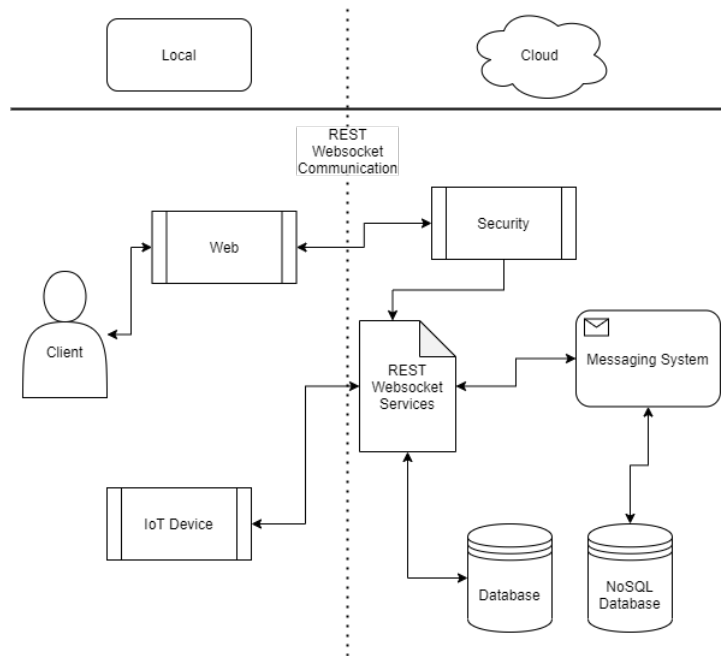 Local
Cloud
REST
Websocket
Communication
Web
Security
Client
REST
Websocket
Services
Messaging System
IoT Device
Database
NoSQL
Database